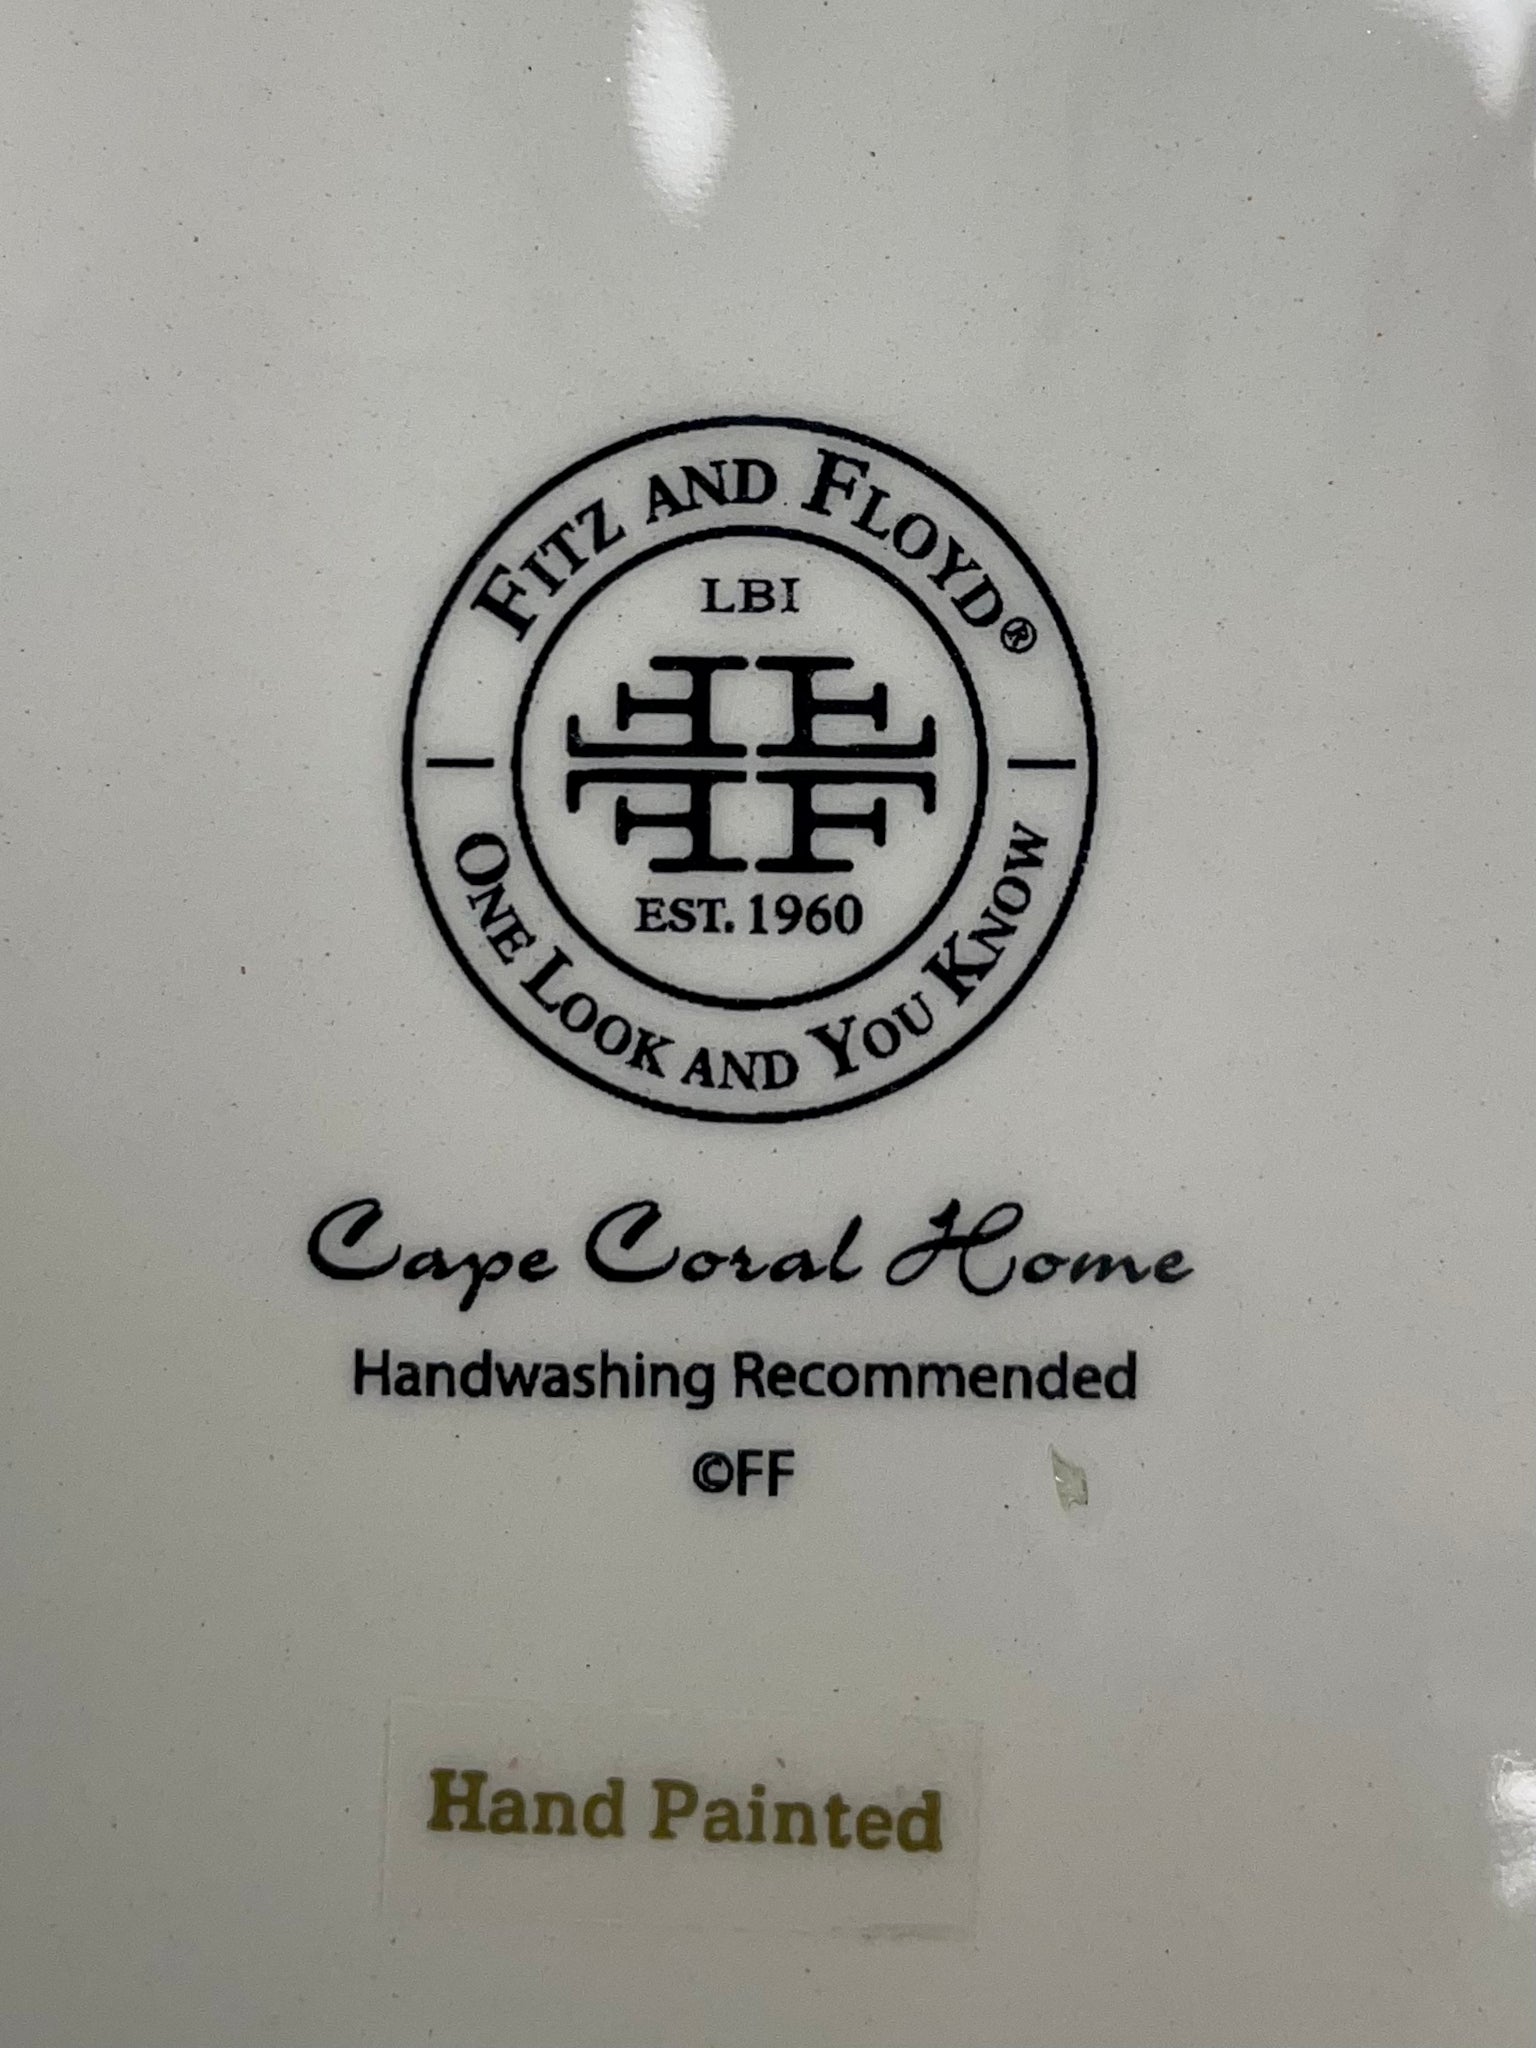 FITZ AND FLOYD®
LBI
EST. 1960
ONE LOOK AND YOU KNOW
Cape Coral Home
Handwashing Recommended
©FF
Hand Painted